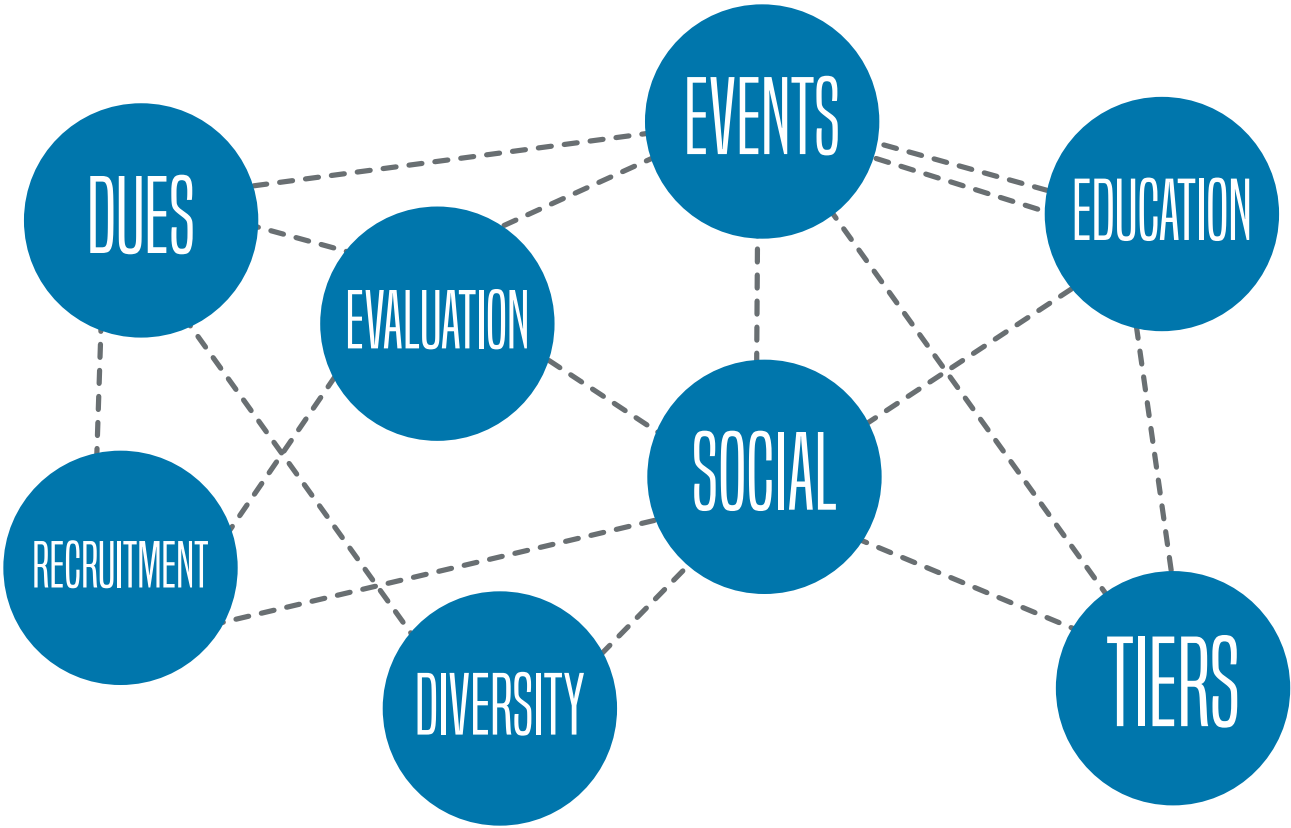 EVENTS
DUES
EDUCATION
EVALUATION
SOCIAL
RECRUITMENT
DIVERSITY
TIERS